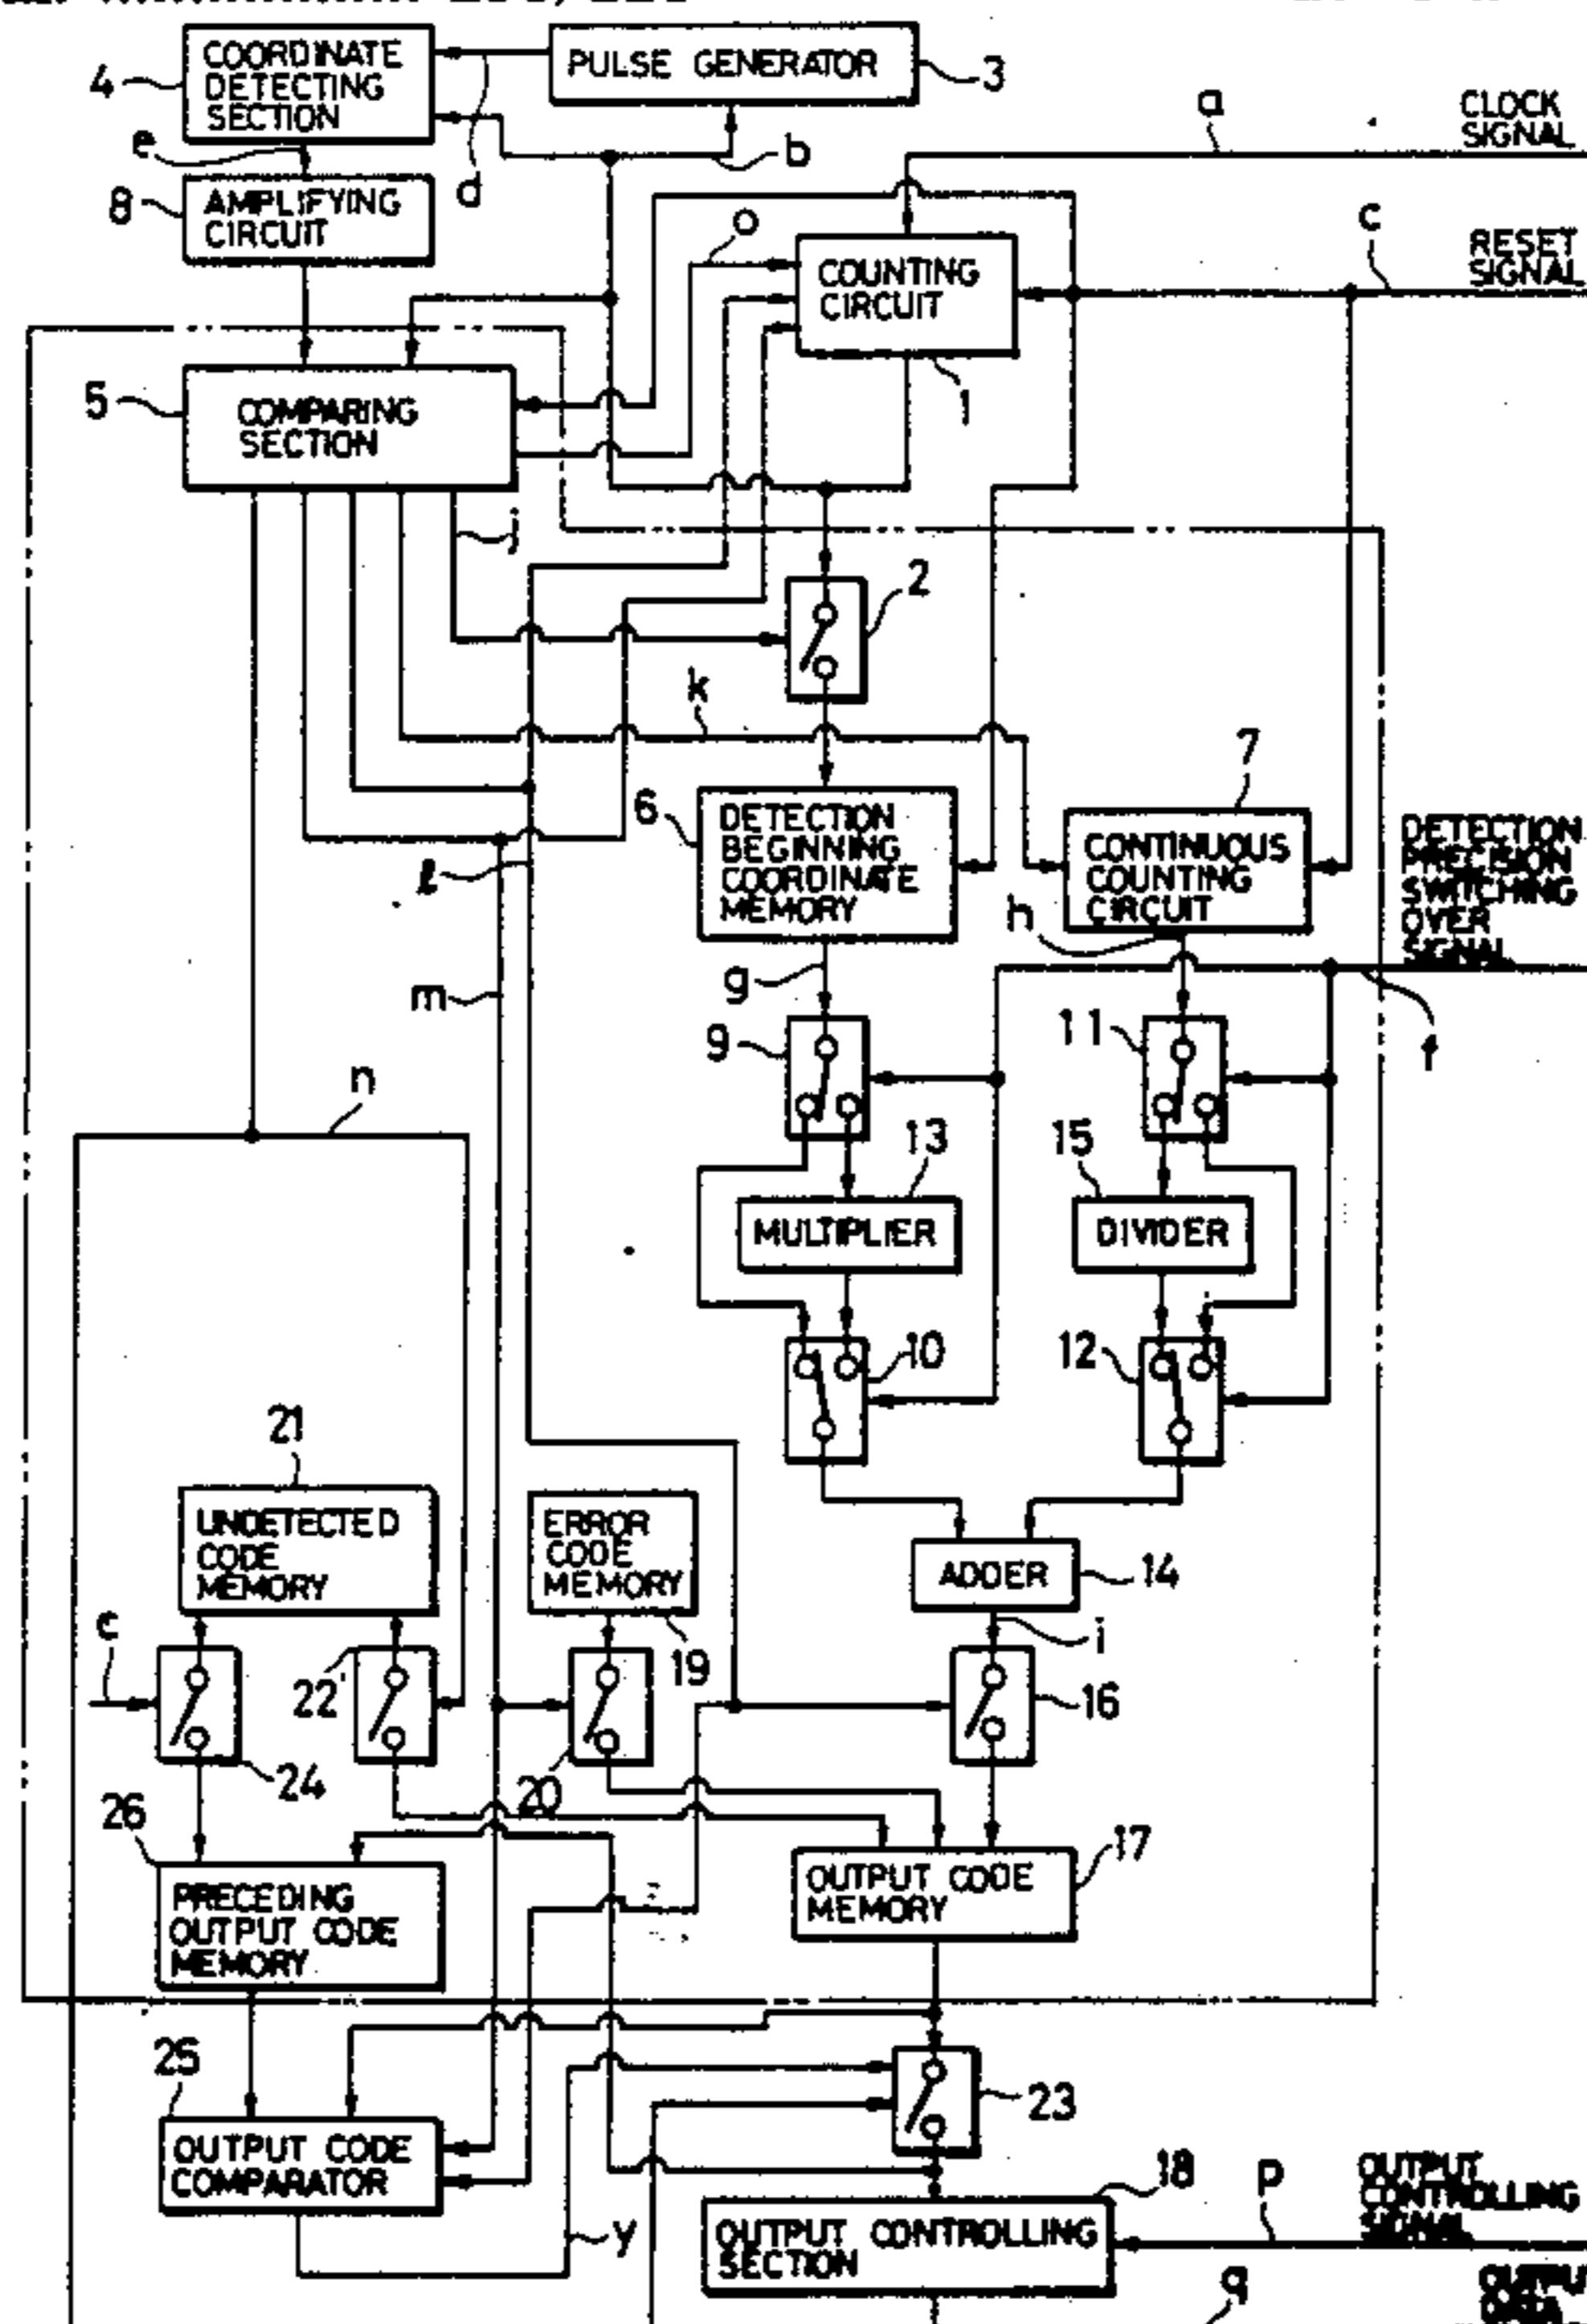 4
COORDINATE
DETECTING
SECTION
PULSE GENERATOR
3
e
d
b
a
CLOCK
SIGNAL
8
AMPLIFYING
CIRCUIT
o
c
RESET
SIGNAL
COUNTING
CIRCUIT
1
5
COMPARING
SECTION
j
2
k
7
6
DETECTION
BEGINNING
COORDINATE
MEMORY
CONTINUOUS
COUNTING
CIRCUIT
DETECTION
PRECISION
SWITCHING
OVER
SIGNAL
l
h
m
g
9
11
f
n
13
15
MULTIPLIER
DIVIDER
10
12
21
UNDETECTED
CODE
MEMORY
ERROR
CODE
MEMORY
ADDER
14
c
19
i
22
16
24
20
26
17
PRECEDING
OUTPUT CODE
MEMORY
OUTPUT CODE
MEMORY
25
23
OUTPUT CODE
COMPARATOR
y
18
p
OUTPUT
CONTROLLING
SIGNAL
OUTPUT CONTROLLING
SECTION
q